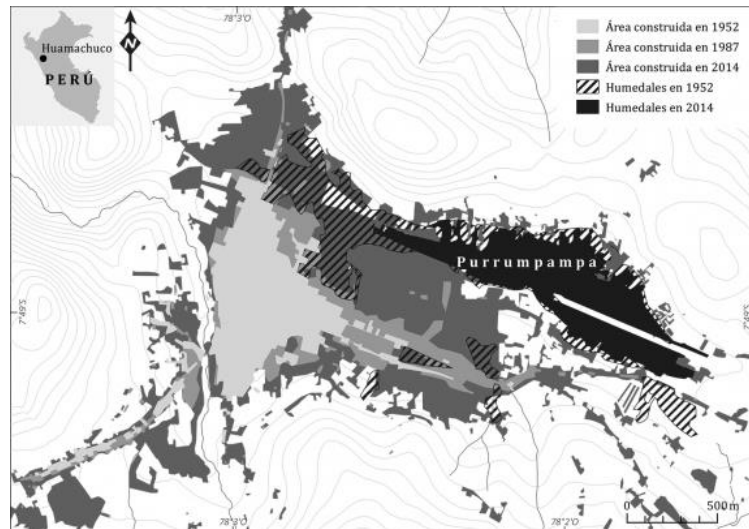 78°3'O
Huamachuco
PERÚ
N
Área construida en 1952
Área construida en 1987
Área construida en 2014
Humedales en 1952
Humedales en 2014
Purrumpampa
7°49'S
7°49'S
78°3'O
78°2'O
0 500 m